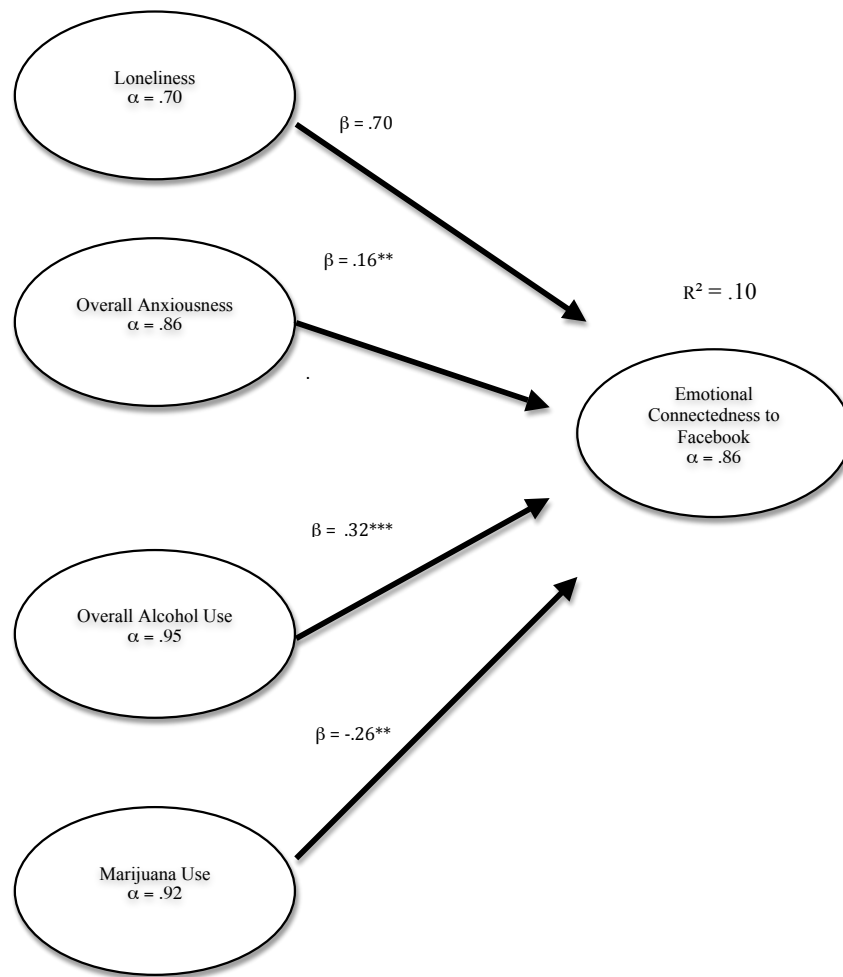 Loneliness
α = .70
β = .70
β = .16**
R² = .10
Overall Anxiousness
α = .86
.
Emotional
Connectedness to
Facebook
α = .86
β = .32***
Overall Alcohol Use
α = .95
β = -.26**
Marijuana Use
α = .92